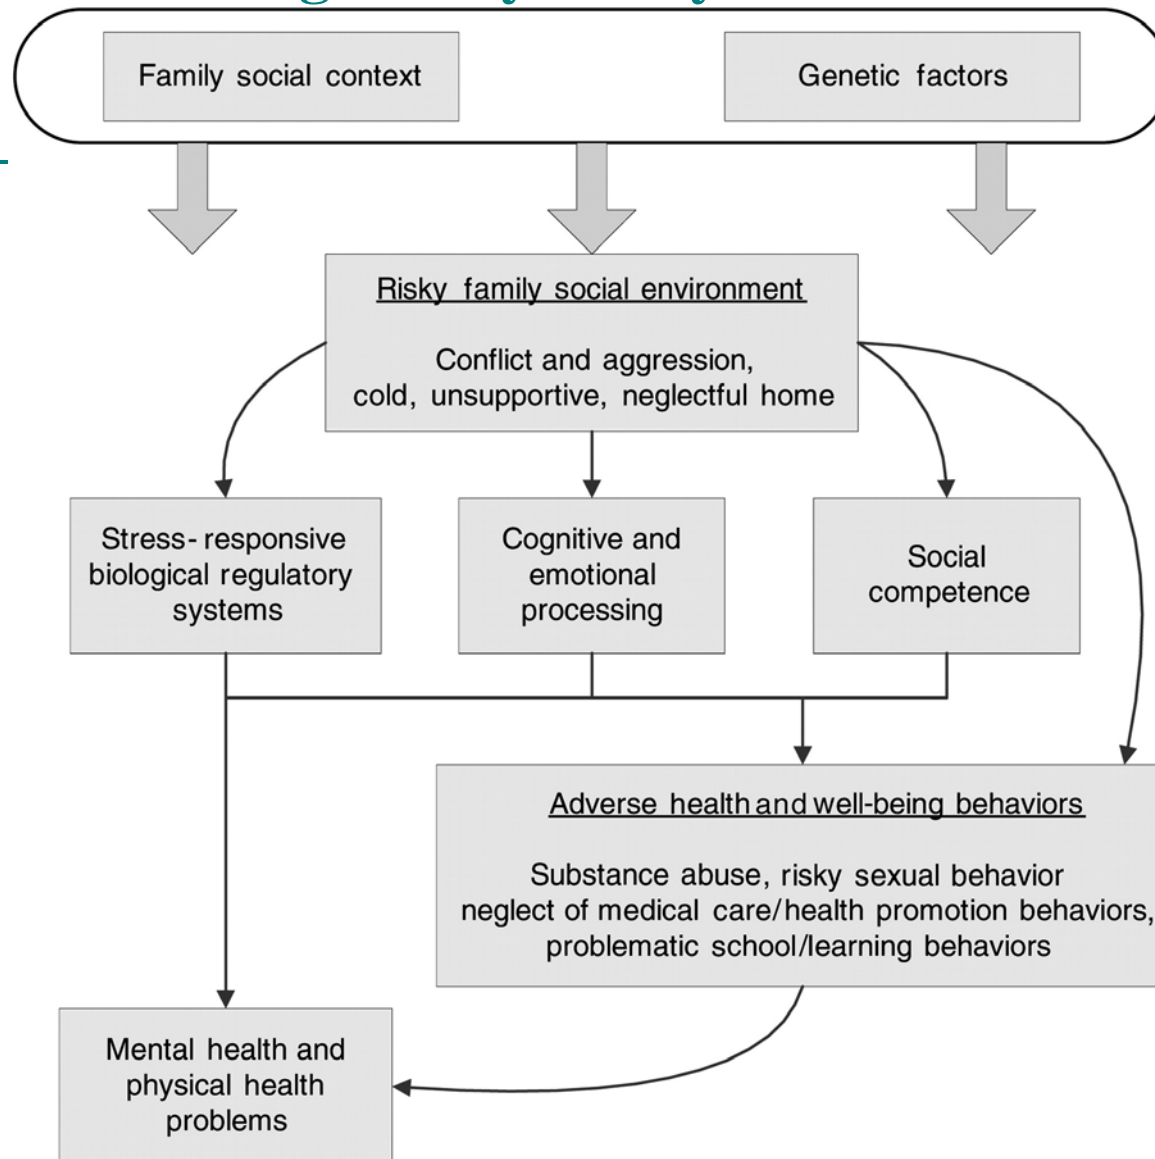 Family social context
Genetic factors
Risky family social environment
Conflict and aggression,
cold, unsupportive, neglectful home
Stress- responsive
biological regulatory
systems
Cognitive and
emotional
processing
Social
competence
Adverse health and well-being behaviors
Substance abuse, risky sexual behavior
neglect of medical care/health promotion behaviors,
problematic school/learning behaviors
Mental health and
physical health
problems